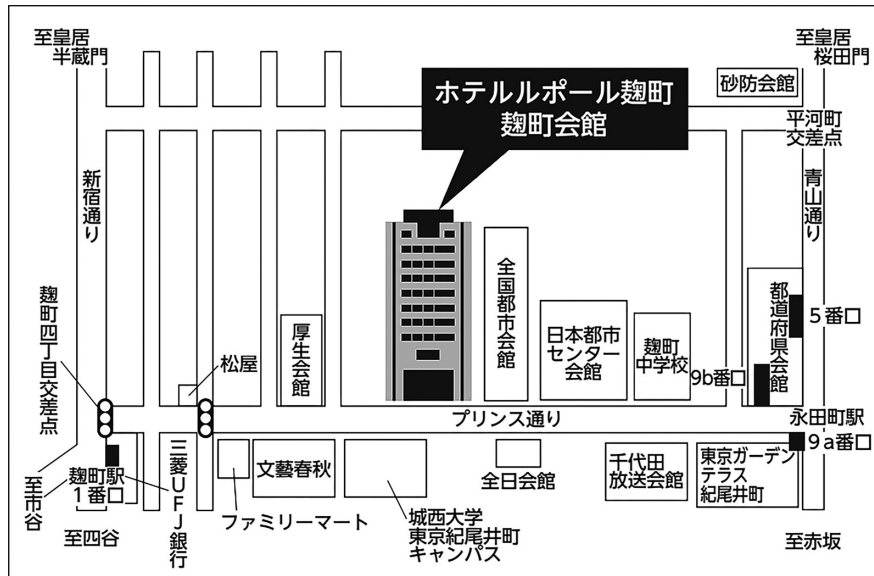 至皇居
半蔵門
至皇居
桜田門
砂防会館
ホテルルポール麹町
麹町会館
平河町
交差点
新宿通り
青山通り
麹町四丁目交差点
松屋
厚生会館
全国都市会館
日本都市
センター
会館
麹町
中学校
9b番口
都道府県会館
5番口
プリンス通り
永田町駅
9a番口
麹町駅
1番口
至市谷
至四谷
三菱UFJ銀行
文藝春秋
ファミリーマート
城西大学
東京紀尾井町
キャンパス
全日会館
千代田
放送会館
東京ガーデン
テラス
紀尾井町
至赤坂